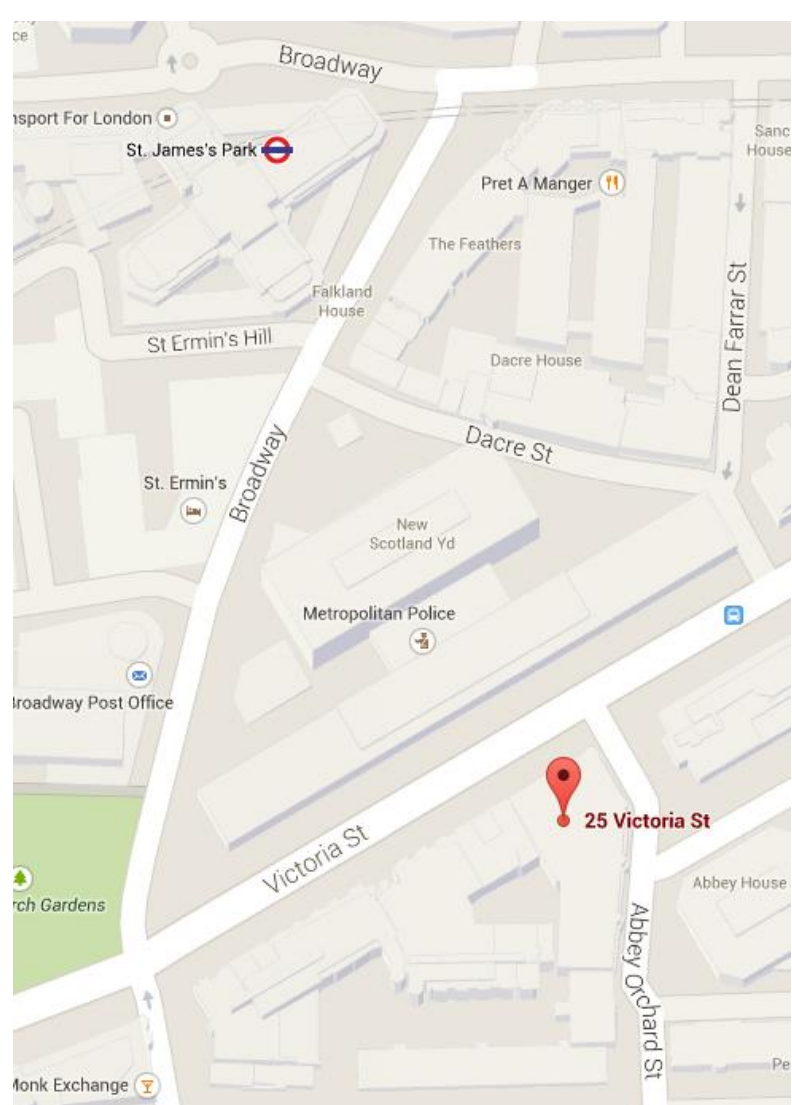 ce
Broadway
nsport For London
St. James's Park
Sanc
House
Pret A Manger
The Feathers
Falkland
House
St Ermin's Hill
Dean Farrar St
Dacre House
Dacre St
Broadway
St. Ermin's
New
Scotland Yd
Metropolitan Police
Broadway Post Office
25 Victoria St
Victoria St
rch Gardens
Abbey House
Abbey Orchard St
Monk Exchange
Pe